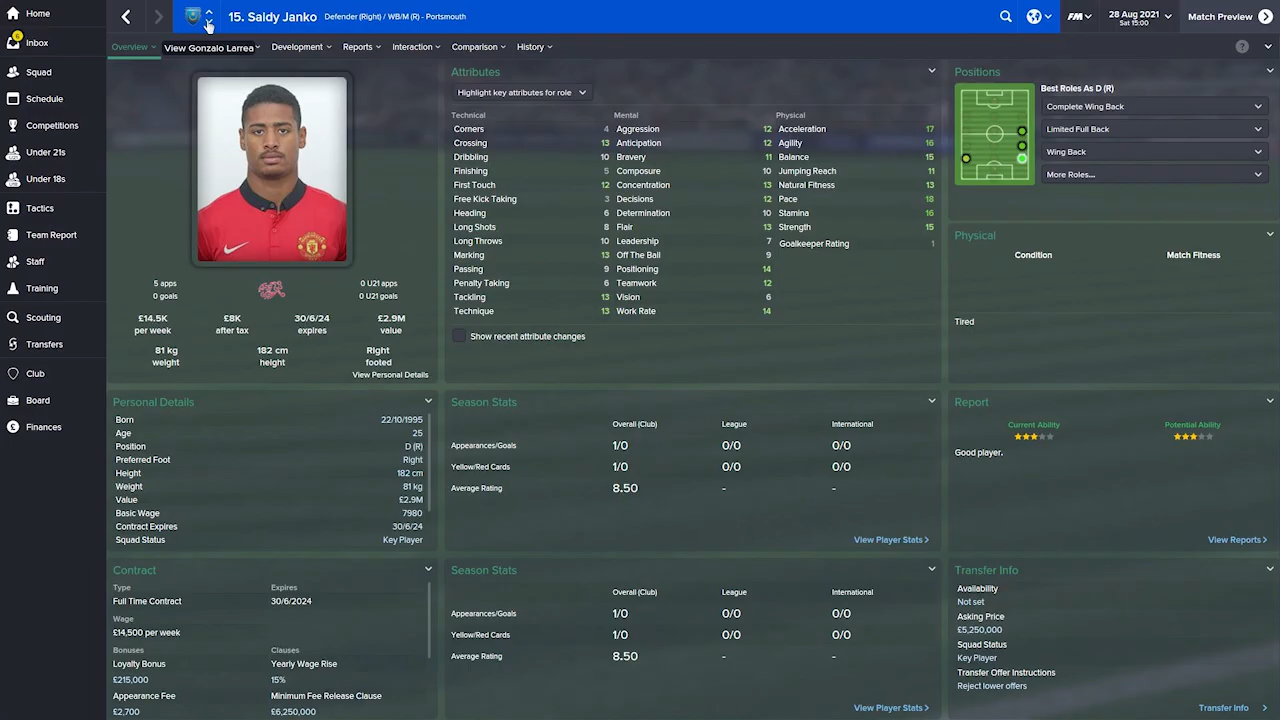 Home
Inbox
Squad
Schedule
Competitions
Under 21s
Under 18s
Tactics
Team Report
Staff
Training
Scouting
Transfers
Club
Board
Finances
15. Saldy Janko Defender (Right) / WB/M (R) - Portsmouth
FM
28 Aug 2021
Sat 15:00
Match Preview
Overview
View Gonzalo Larrea
Development
Reports
Interaction
Comparison
History
5 apps
0 goals
0 U21 apps
0 U21 goals
£14.5K per week
£8K after tax
30/6/24 expires
£2.9M value
81 kg weight
182 cm height
Right footed
View Personal Details
Attributes
Highlight key attributes for role
Technical
Corners 4
Crossing 13
Dribbling 10
Finishing 5
First Touch 12
Free Kick Taking 3
Heading 6
Long Shots 8
Long Throws 10
Marking 13
Passing 9
Penalty Taking 6
Tackling 13
Technique 13
Mental
Aggression 12
Anticipation 12
Bravery 11
Composure 10
Concentration 13
Decisions 12
Determination 10
Flair 13
Leadership 7
Off The Ball 9
Positioning 14
Teamwork 12
Vision 6
Work Rate 14
Physical
Acceleration 17
Agility 16
Balance 15
Jumping Reach 11
Natural Fitness 13
Pace 18
Stamina 16
Strength 15
Goalkeeper Rating 1
Show recent attribute changes
Positions
Best Roles As D (R)
Complete Wing Back
Limited Full Back
Wing Back
More Roles...
Physical
Condition Match Fitness
Tired
Personal Details
Born 22/10/1995
Age 25
Position D (R)
Preferred Foot Right
Height 182 cm
Weight 81 kg
Value £2.9M
Basic Wage 7980
Contract Expires 30/6/24
Squad Status Key Player
Season Stats
Overall (Club) League International
Appearances/Goals 1/0 0/0 0/0
Yellow/Red Cards 1/0 0/0 0/0
Average Rating 8.50 - -
View Player Stats
Report
Current Ability Potential Ability
Good player.
View Reports
Contract
Type Expires
Full Time Contract 30/6/2024
Wage
£14,500 per week
Bonuses Clauses
Loyalty Bonus Yearly Wage Rise
£215,000 15%
Appearance Fee Minimum Fee Release Clause
£2,700 £6,250,000
Season Stats
Overall (Club) League International
Appearances/Goals 1/0 0/0 0/0
Yellow/Red Cards 1/0 0/0 0/0
Average Rating 8.50 - -
View Player Stats
Transfer Info
Availability
Not set
Asking Price
£5,250,000
Squad Status
Key Player
Transfer Offer Instructions
Reject lower offers
Transfer Info